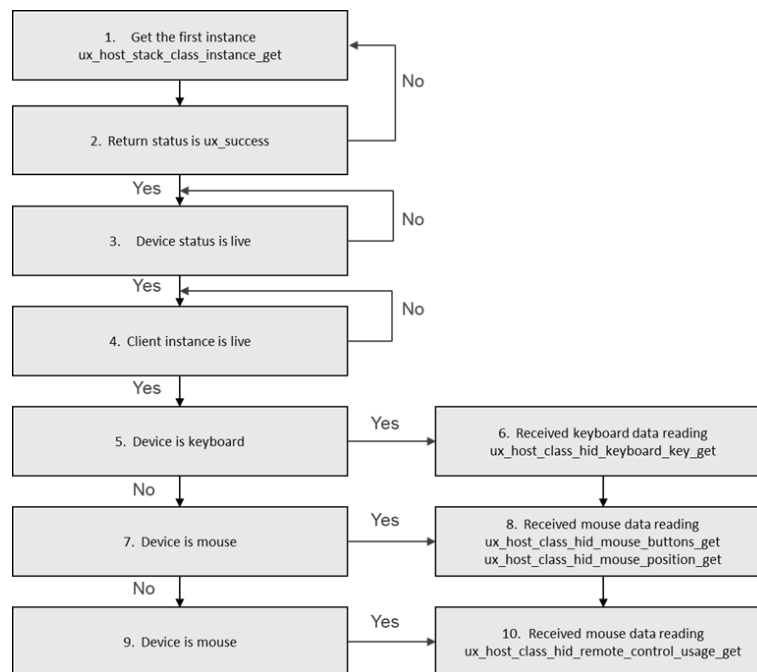 1. Get the first instance
ux_host_stack_class_instance_get
No
2. Return status is ux_success
Yes
No
3. Device status is live
Yes
No
4. Client instance is live
Yes
5. Device is keyboard
Yes
6. Received keyboard data reading
ux_host_class_hid_keyboard_key_get
No
7. Device is mouse
Yes
8. Received mouse data reading
ux_host_class_hid_mouse_buttons_get
ux_host_class_hid_mouse_position_get
No
9. Device is mouse
Yes
10. Received mouse data reading
ux_host_class_hid_remote_control_usage_get